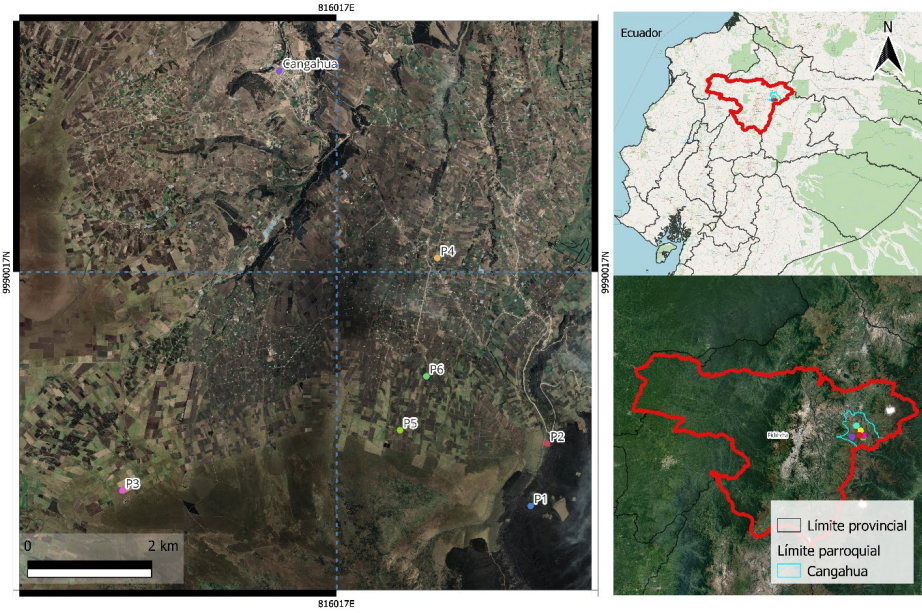 816017E
Cangahua
P4
9990017N
9990017N
P6
P5
P2
P3
P1
0
2 km
816017E
Ecuador
N
Pichincha
Límite provincial
Límite parroquial
Cangahua